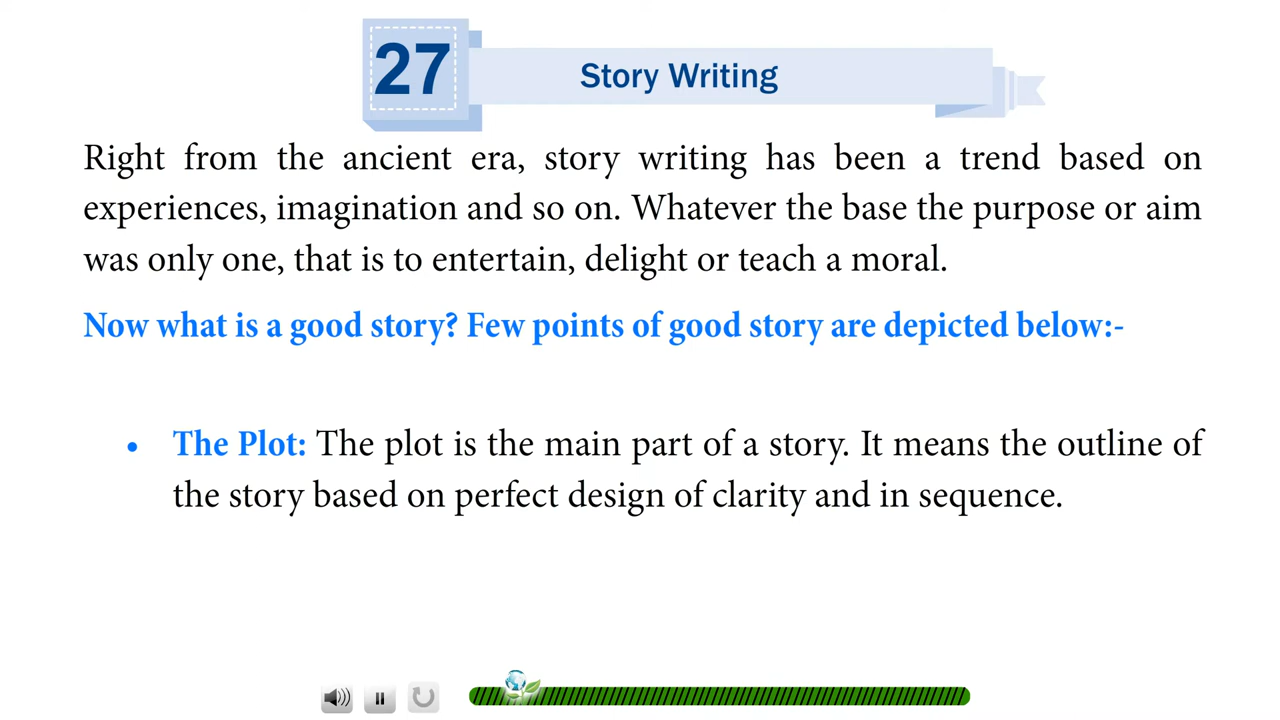 27
Story Writing
Right from the ancient era, story writing has been a trend based on
experiences, imagination and so on. Whatever the base the purpose or aim
was only one, that is to entertain, delight or teach a moral.
Now what is a good story? Few points of good story are depicted below:-
• The Plot: The plot is the main part of a story. It means the outline of
the story based on perfect design of clarity and in sequence.